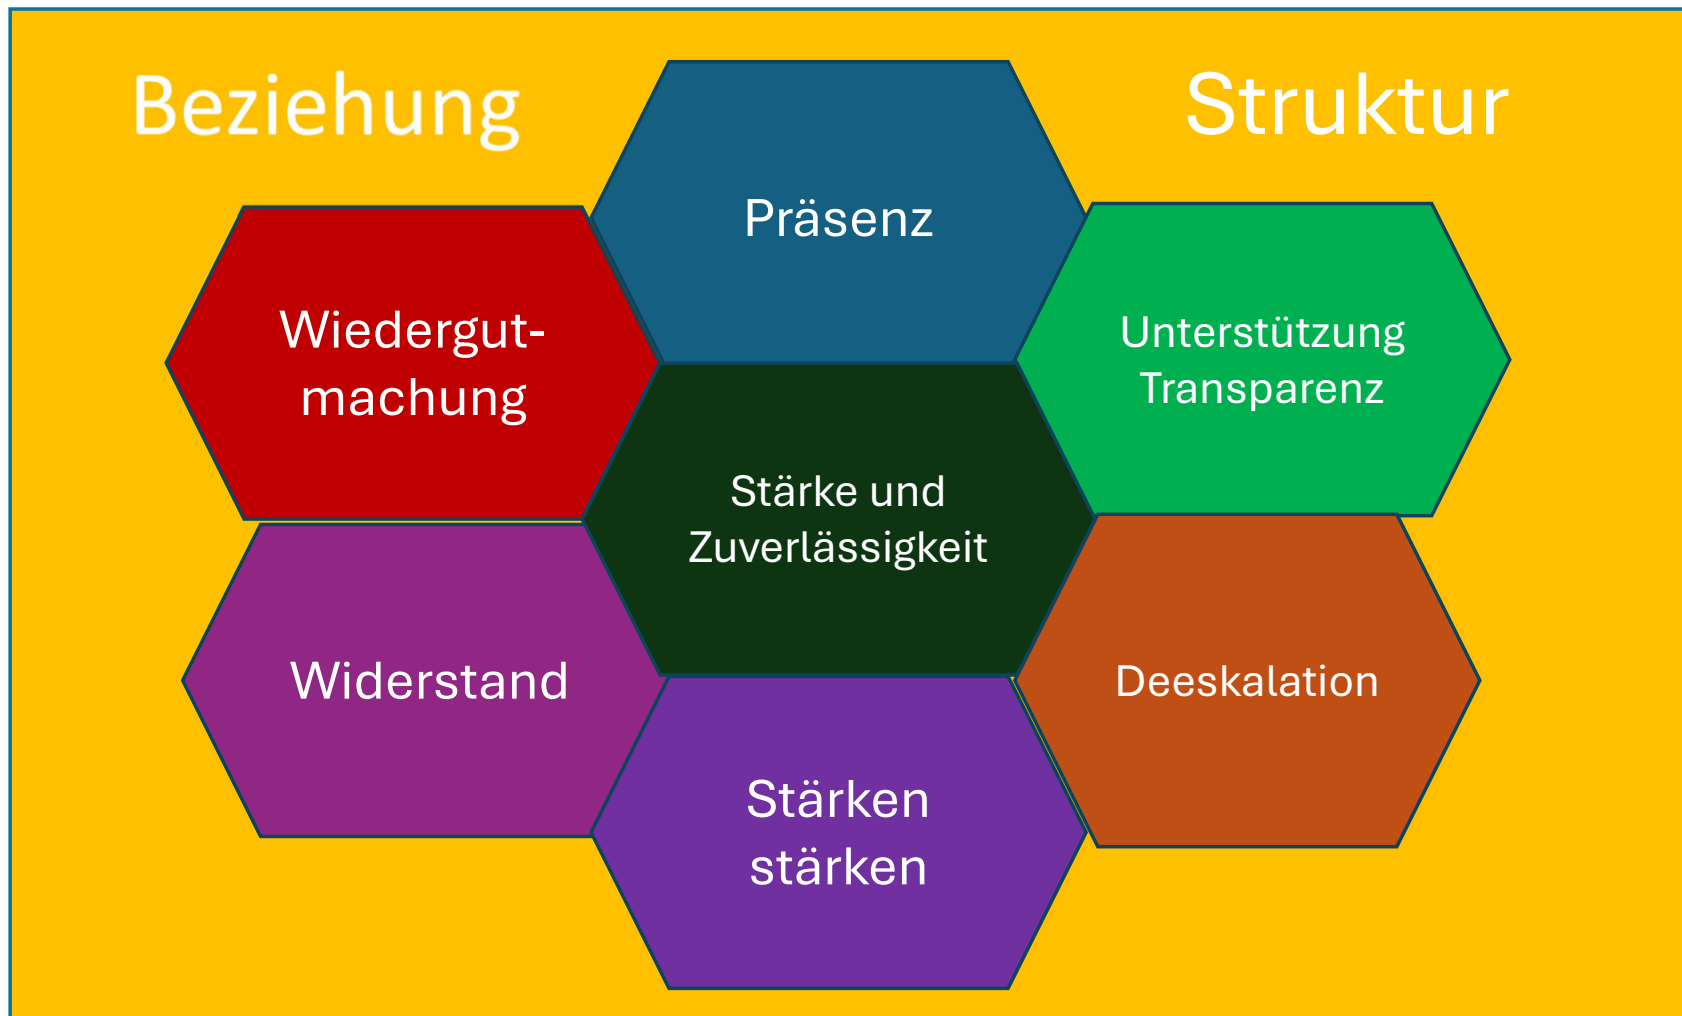 Beziehung
Struktur
Präsenz
Wiedergut-
machung
Unterstützung
Transparenz
Stärke und
Zuverlässigkeit
Widerstand
Deeskalation
Stärken
stärken